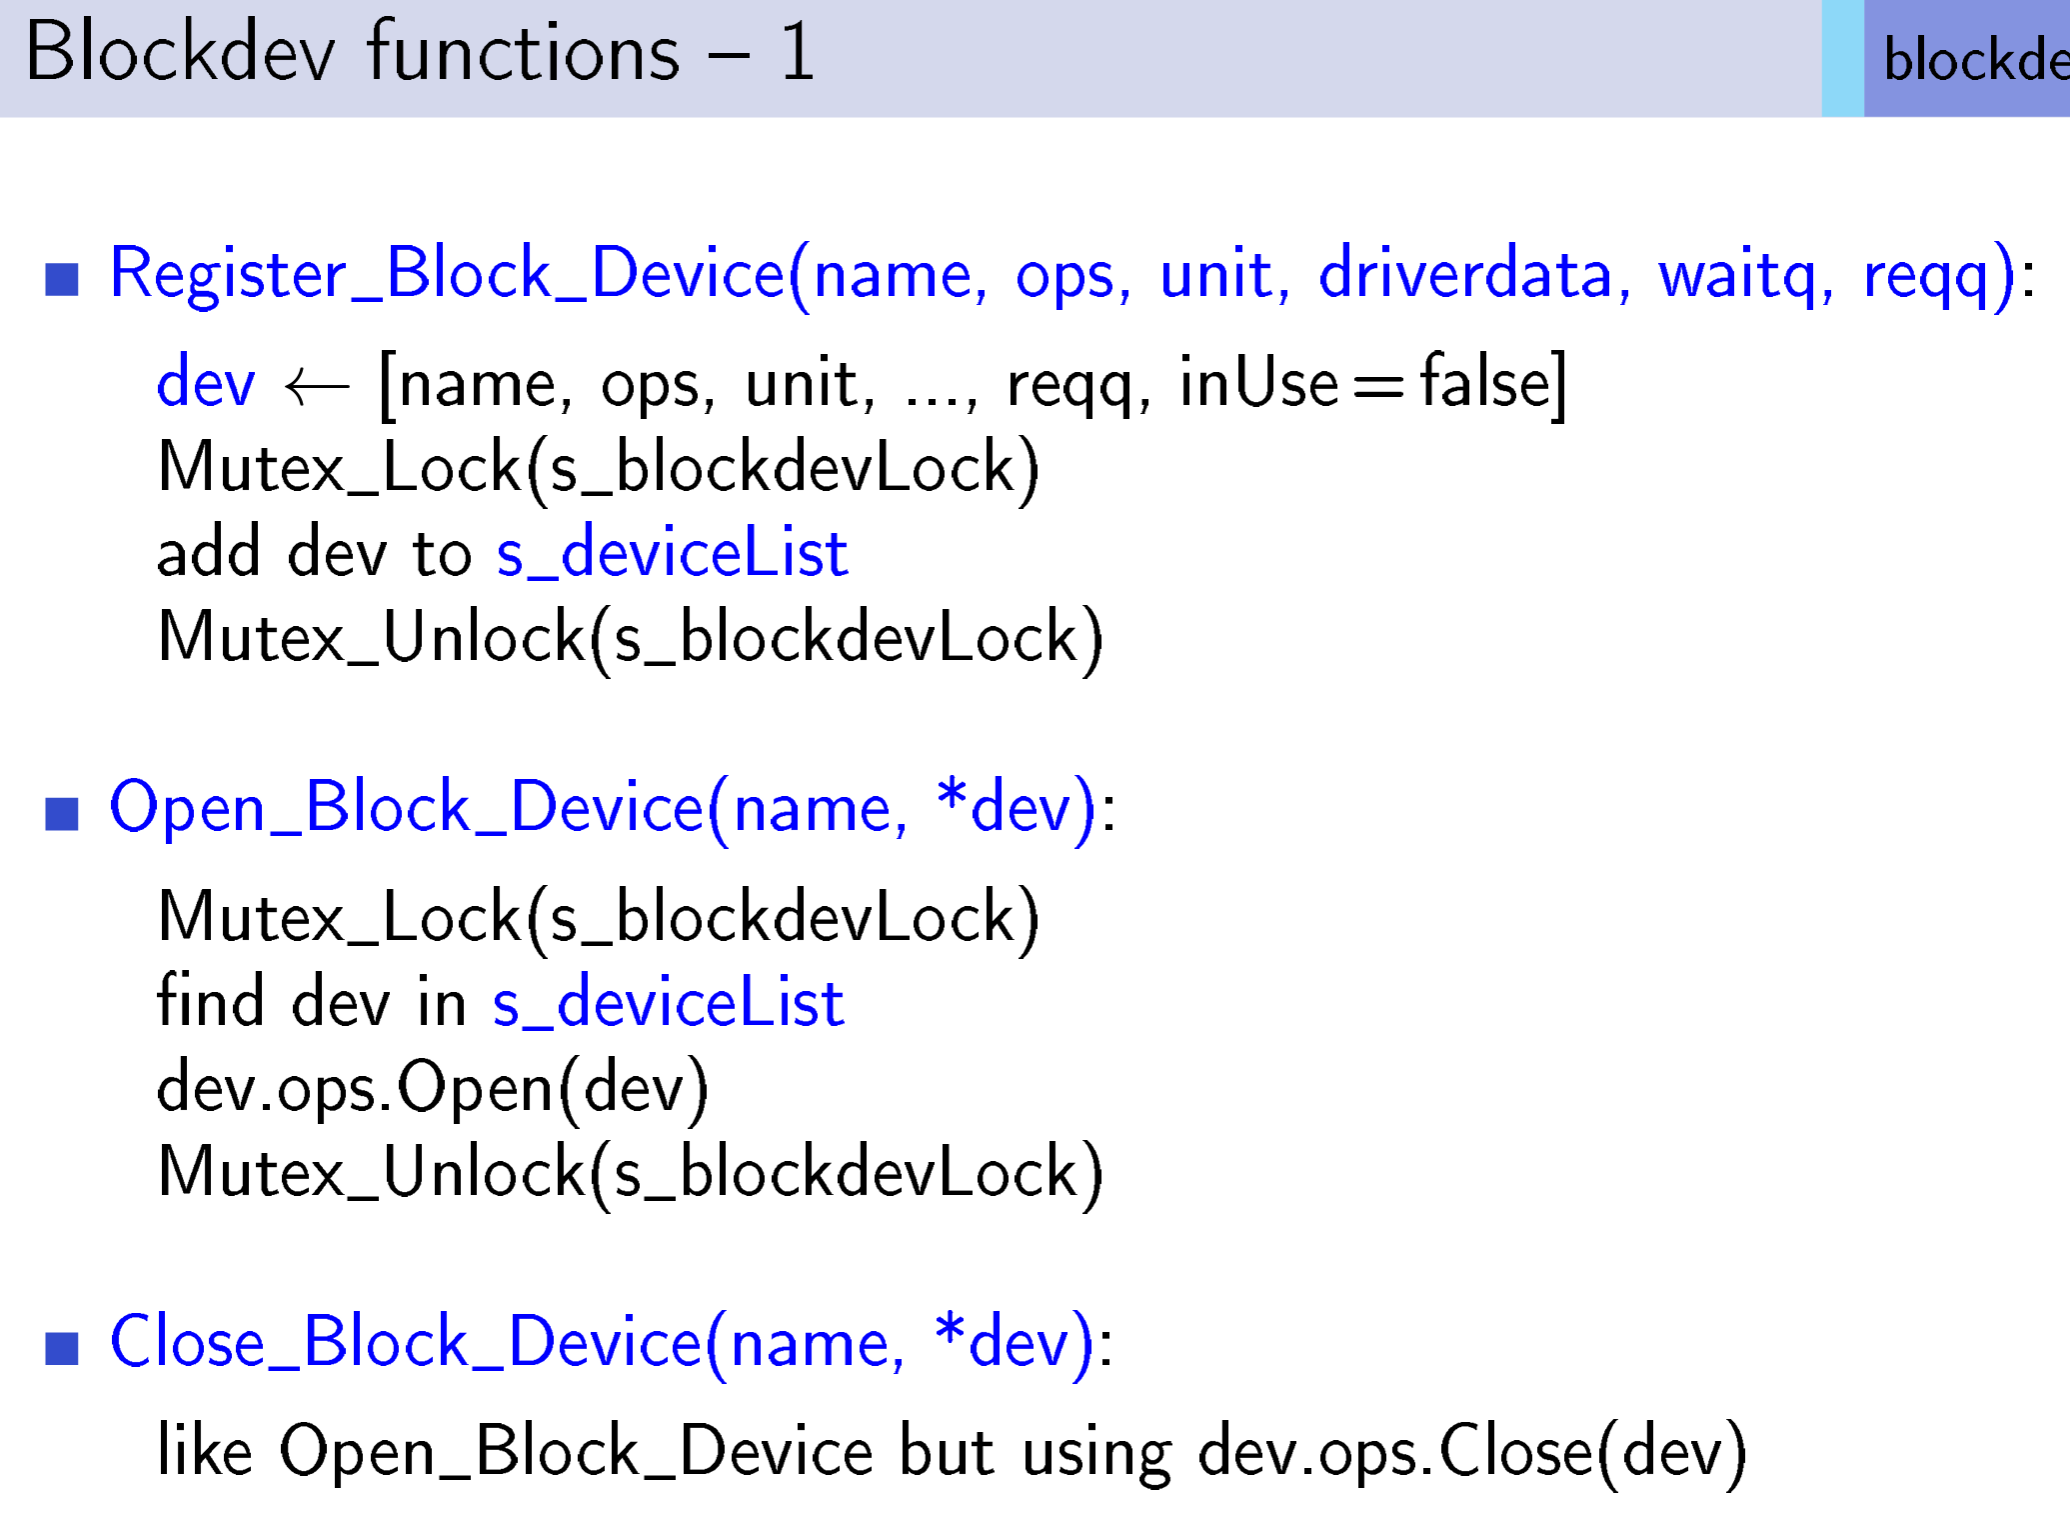 Blockdev functions – 1
blockde
Register_Block_Device(name, ops, unit, driverdata, waitq, reqq):
dev ← [name, ops, unit, ..., reqq, inUse = false]
Mutex_Lock(s_blockdevLock)
add dev to s_deviceList
Mutex_Unlock(s_blockdevLock)
Open_Block_Device(name, *dev):
Mutex_Lock(s_blockdevLock)
find dev in s_deviceList
dev.ops.Open(dev)
Mutex_Unlock(s_blockdevLock)
Close_Block_Device(name, *dev):
like Open_Block_Device but using dev.ops.Close(dev)